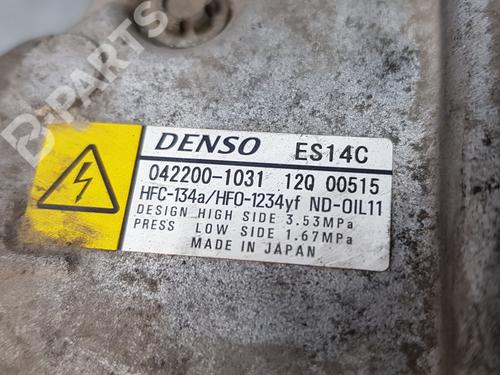 B-PARTS
DENSO ES14C
042200-1031 12Q 00515
HFC-134a/HFO-1234yf ND-OIL11
DESIGN HIGH SIDE 3.53MPa
PRESS LOW SIDE 1.67MPa
MADE IN JAPAN